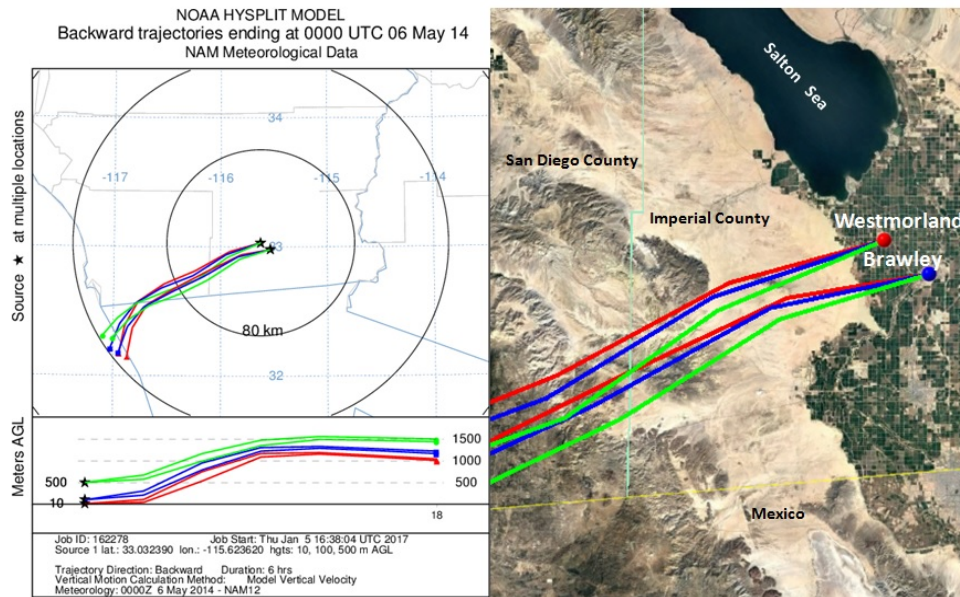 NOAA HYSPLIT MODEL
Backward trajectories ending at 0000 UTC 06 May 14
NAM Meteorological Data
Source ★ at multiple locations
34
-117
-116
-115
-114
33
80 km
32
Meters AGL
1500
1000
500
500
10
18
Job ID: 162278 Job Start: Thu Jan 5 16:38:04 UTC 2017
Source 1 lat.: 33.032390 lon.: -115.623620 hgts: 10, 100, 500 m AGL
Trajectory Direction: Backward Duration: 6 hrs
Vertical Motion Calculation Method: Model Vertical Velocity
Meteorology: 0000Z 6 May 2014 - NAM12
Salton Sea
San Diego County
Imperial County
Westmorland
Brawley
Mexico